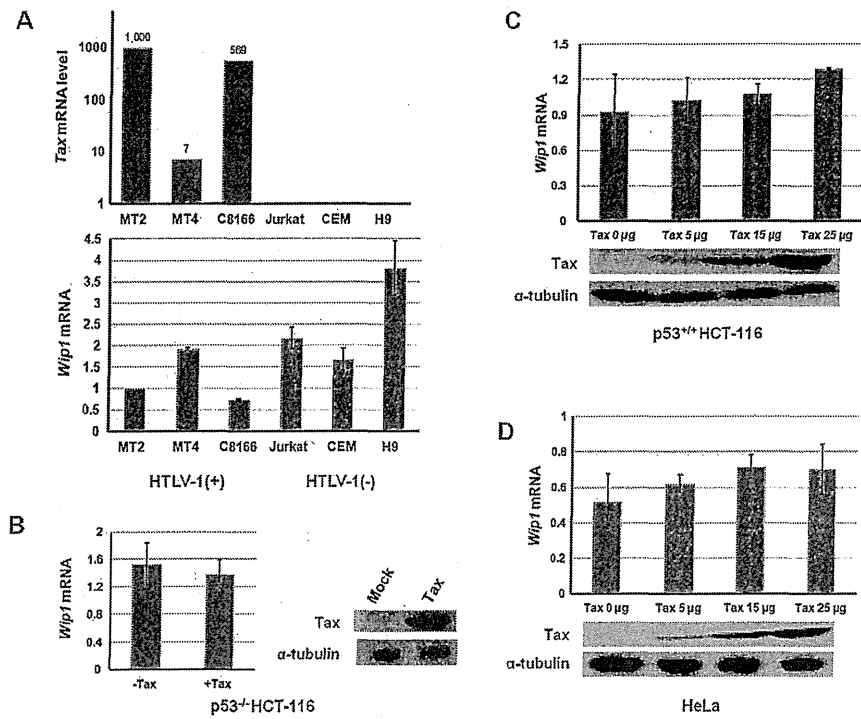 A
Tax mRNA level
1000
100
10
1
1,000
7
569
MT2 MT4 C8166 Jurkat CEM H9
Wip1 mRNA
4.5
4
3.5
3
2.5
2
1.5
1
0.5
0
MT2 MT4 C8166 Jurkat CEM H9
HTLV-1(+) HTLV-1(-)
B
Wip1 mRNA
2
1.6
1.2
0.8
0.4
0
-Tax +Tax
Mock Tax
Tax
α-tubulin
p53-/- HCT-116
C
Wip1 mRNA
1.5
1.2
0.9
0.6
0.3
0
Tax 0 µg Tax 5 µg Tax 15 µg Tax 25 µg
Tax
α-tubulin
p53+/+ HCT-116
D
Wip1 mRNA
1
0.8
0.6
0.4
0.2
0
Tax 0 µg Tax 5 µg Tax 15 µg Tax 25 µg
Tax
α-tubulin
HeLa